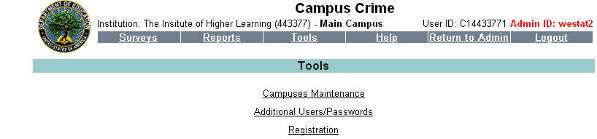 Campus Crime
Institution: The Insitute of Higher Learning (443377) - Main Campus User ID: C14433771 Admin ID: westat2
Surveys Reports Tools Help Return to Admin Logout
Tools
Campuses Maintenance
Additional Users/Passwords
Registration